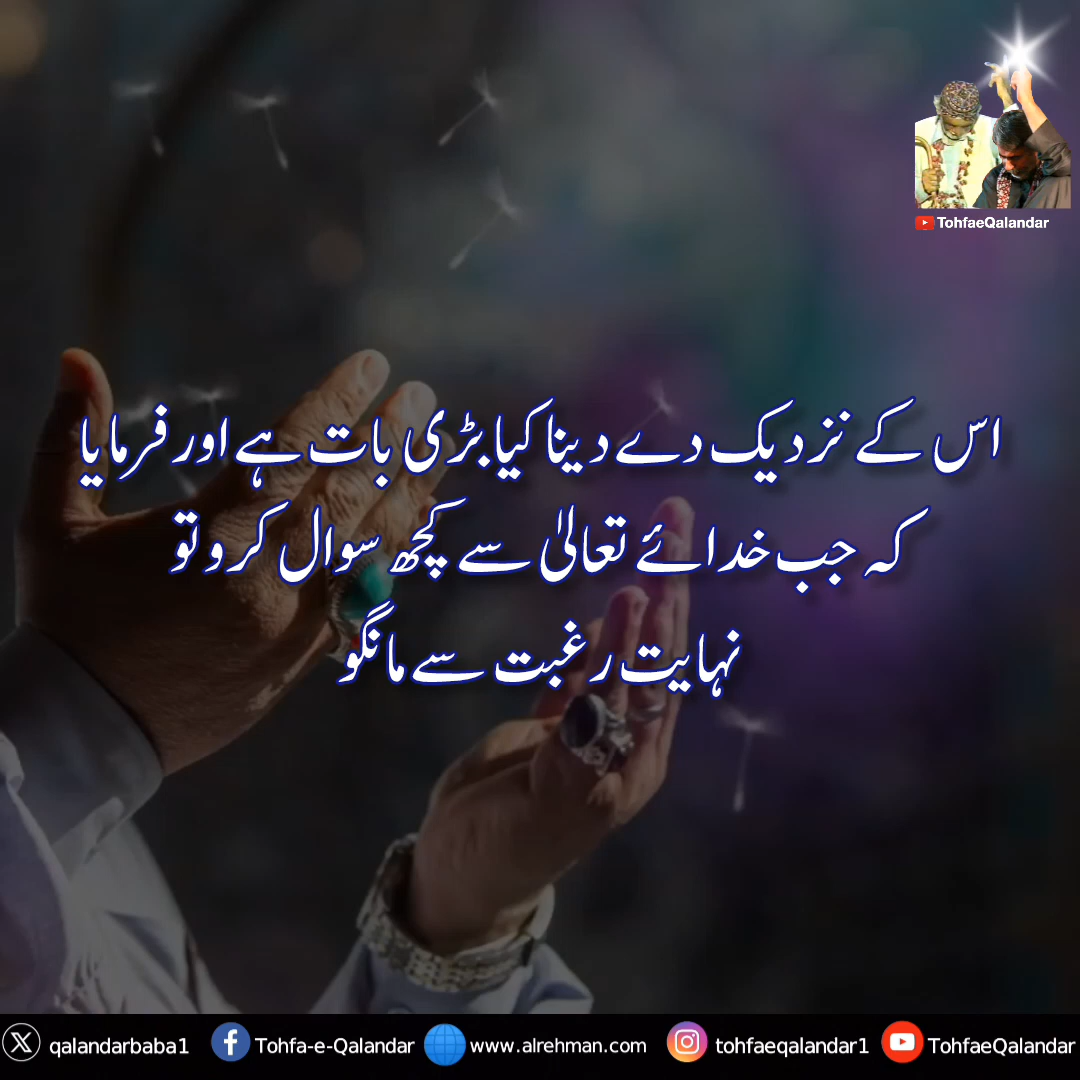 TohfaeQalandar
اس کے نزدیک دے دینا کیا بڑی بات ہے اور فرمایا
کہ جب خدائے تعالیٰ سے کچھ سوال کرو تو
نہایت رغبت سے مانگو
qalandarbaba1 Tohfa-e-Qalandar www.alrehman.com tohfaeqalandar1 TohfaeQalandar